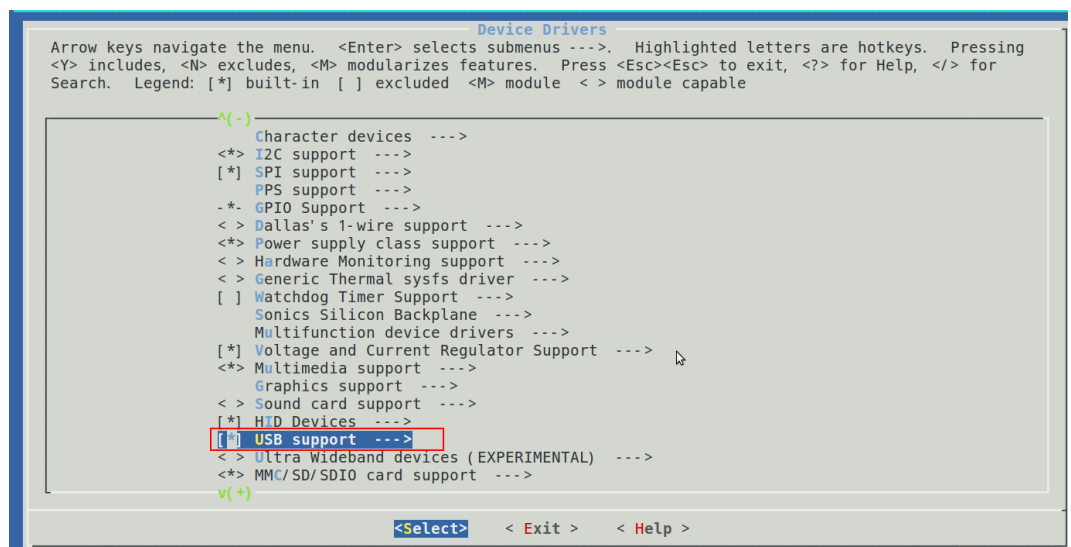 Device Drivers
Arrow keys navigate the menu.  <Enter> selects submenus --->.  Highlighted letters are hotkeys.  Pressing
<Y> includes, <N> excludes, <M> modularizes features.  Press <Esc><Esc> to exit, <?> for Help, </> for
Search.  Legend: [*] built-in  [ ] excluded  <M> module  < > module capable
^(-)
Character devices  --->
<*> I2C support  --->
[*] SPI support  --->
PPS support  --->
-*- GPIO Support  --->
< > Dallas's 1-wire support  --->
<*> Power supply class support  --->
< > Hardware Monitoring support  --->
< > Generic Thermal sysfs driver  --->
[ ] Watchdog Timer Support  --->
Sonics Silicon Backplane  --->
Multifunction device drivers  --->
[*] Voltage and Current Regulator Support  --->
<*> Multimedia support  --->
Graphics support  --->
< > Sound card support  --->
[*] HID Devices  --->
[*] USB support  --->
< > Ultra Wideband devices (EXPERIMENTAL)  --->
<*> MMC/SD/SDIO card support  --->
v(+)
<Select>    < Exit >    < Help >